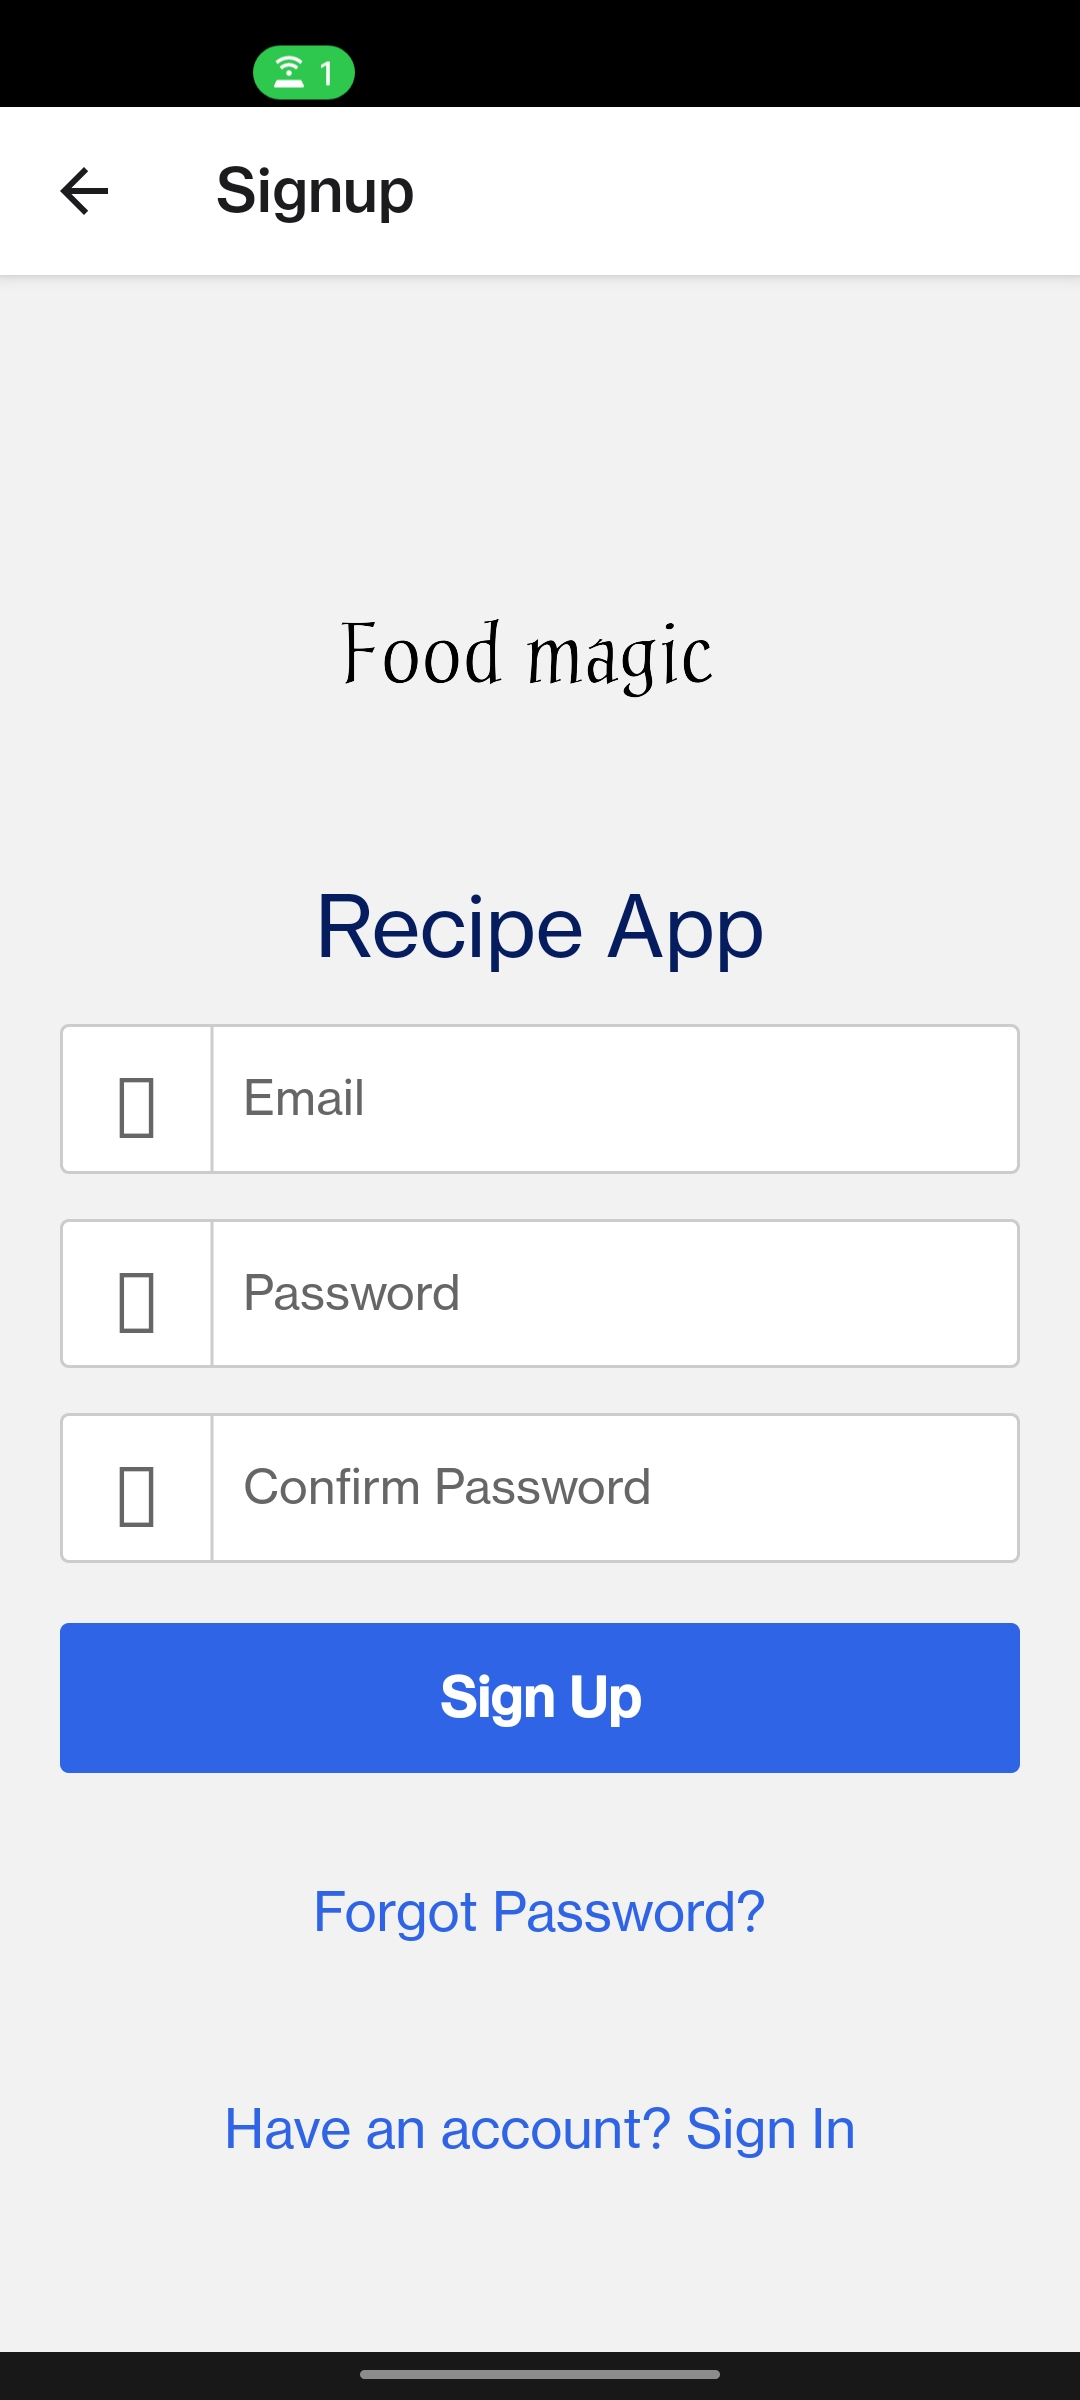 1
Signup
Food magic
Recipe App
Email
Password
Confirm Password
Sign Up
Forgot Password?
Have an account? Sign In